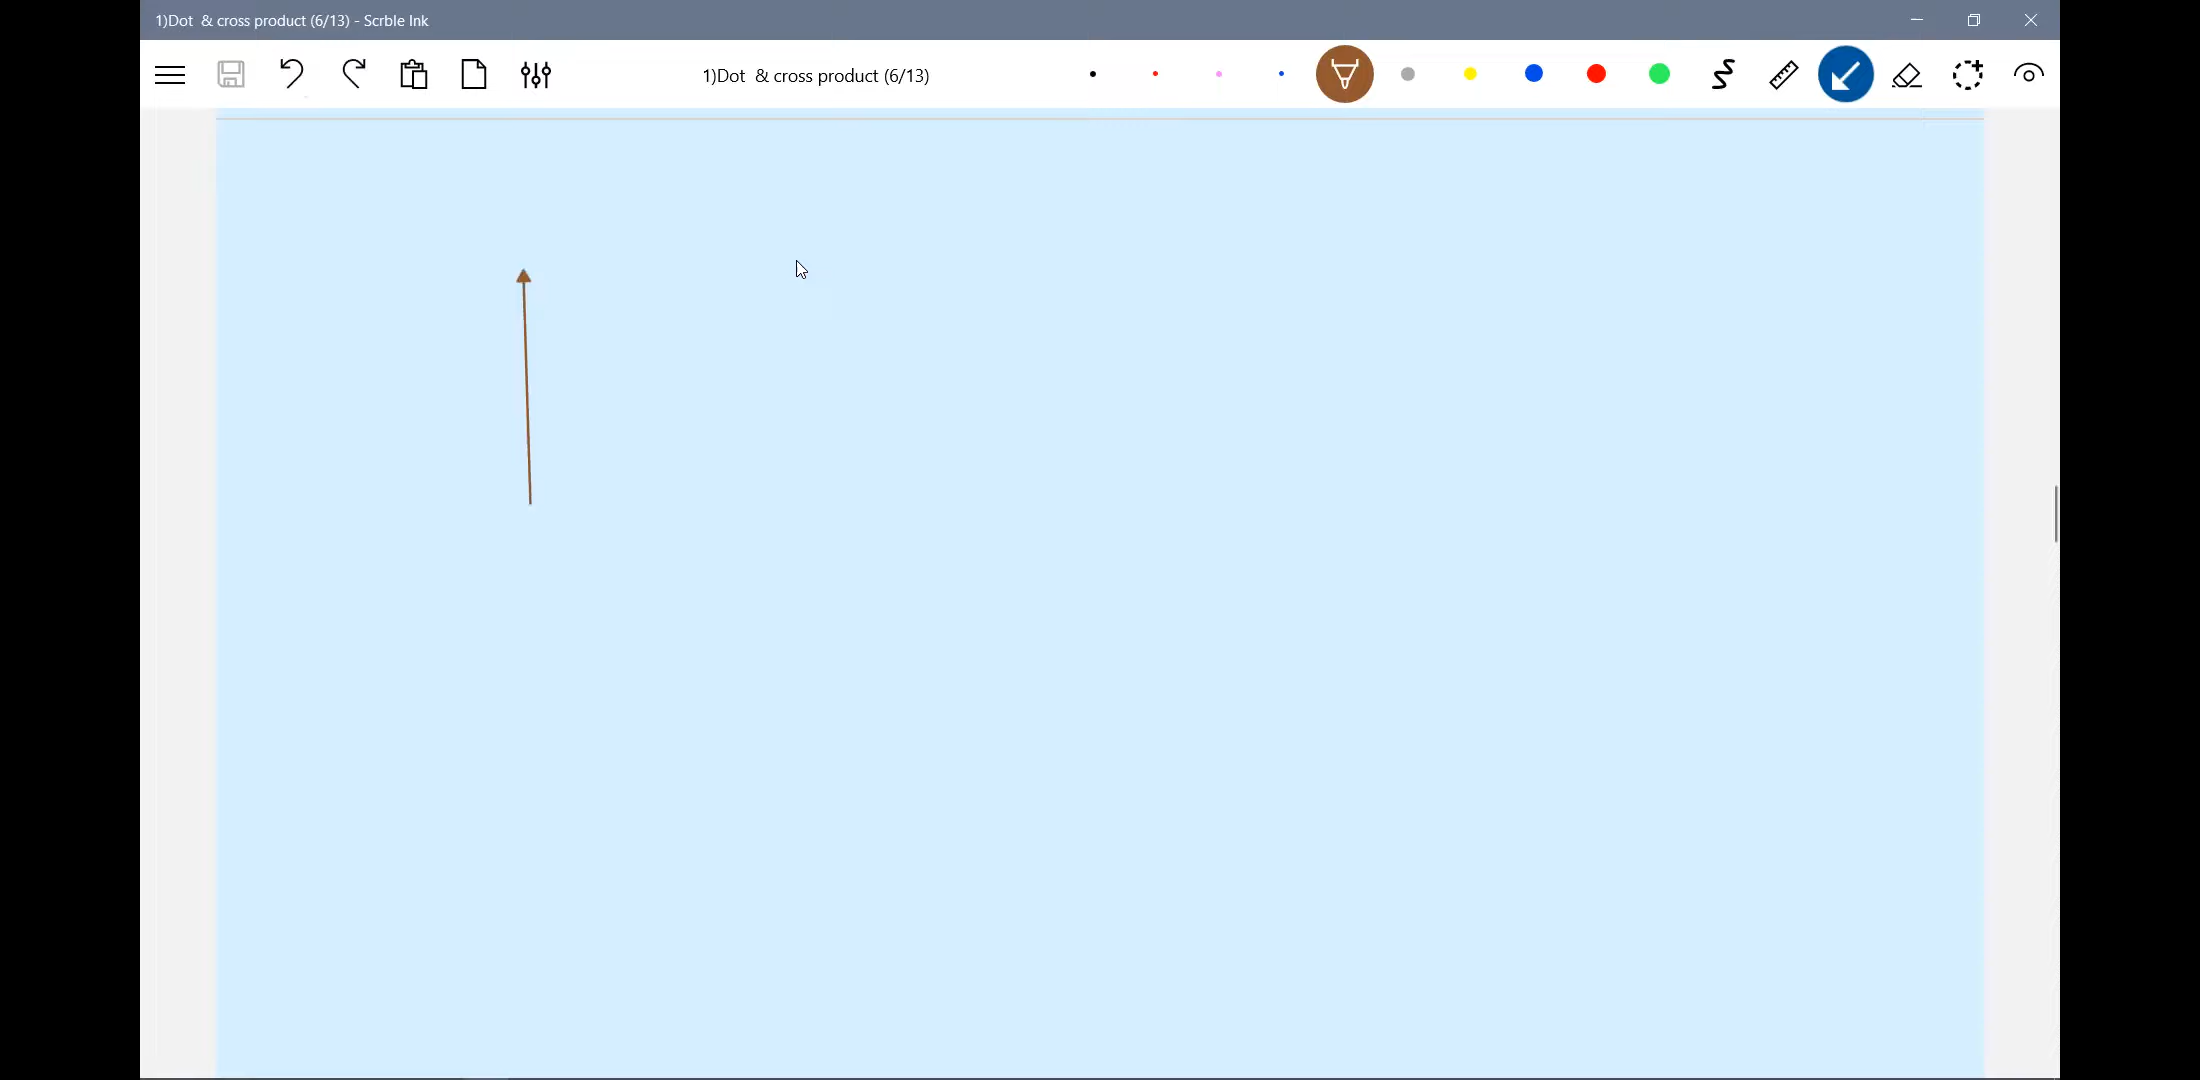 1)Dot & cross product (6/13) - Scrble Ink
1)Dot & cross product (6/13)